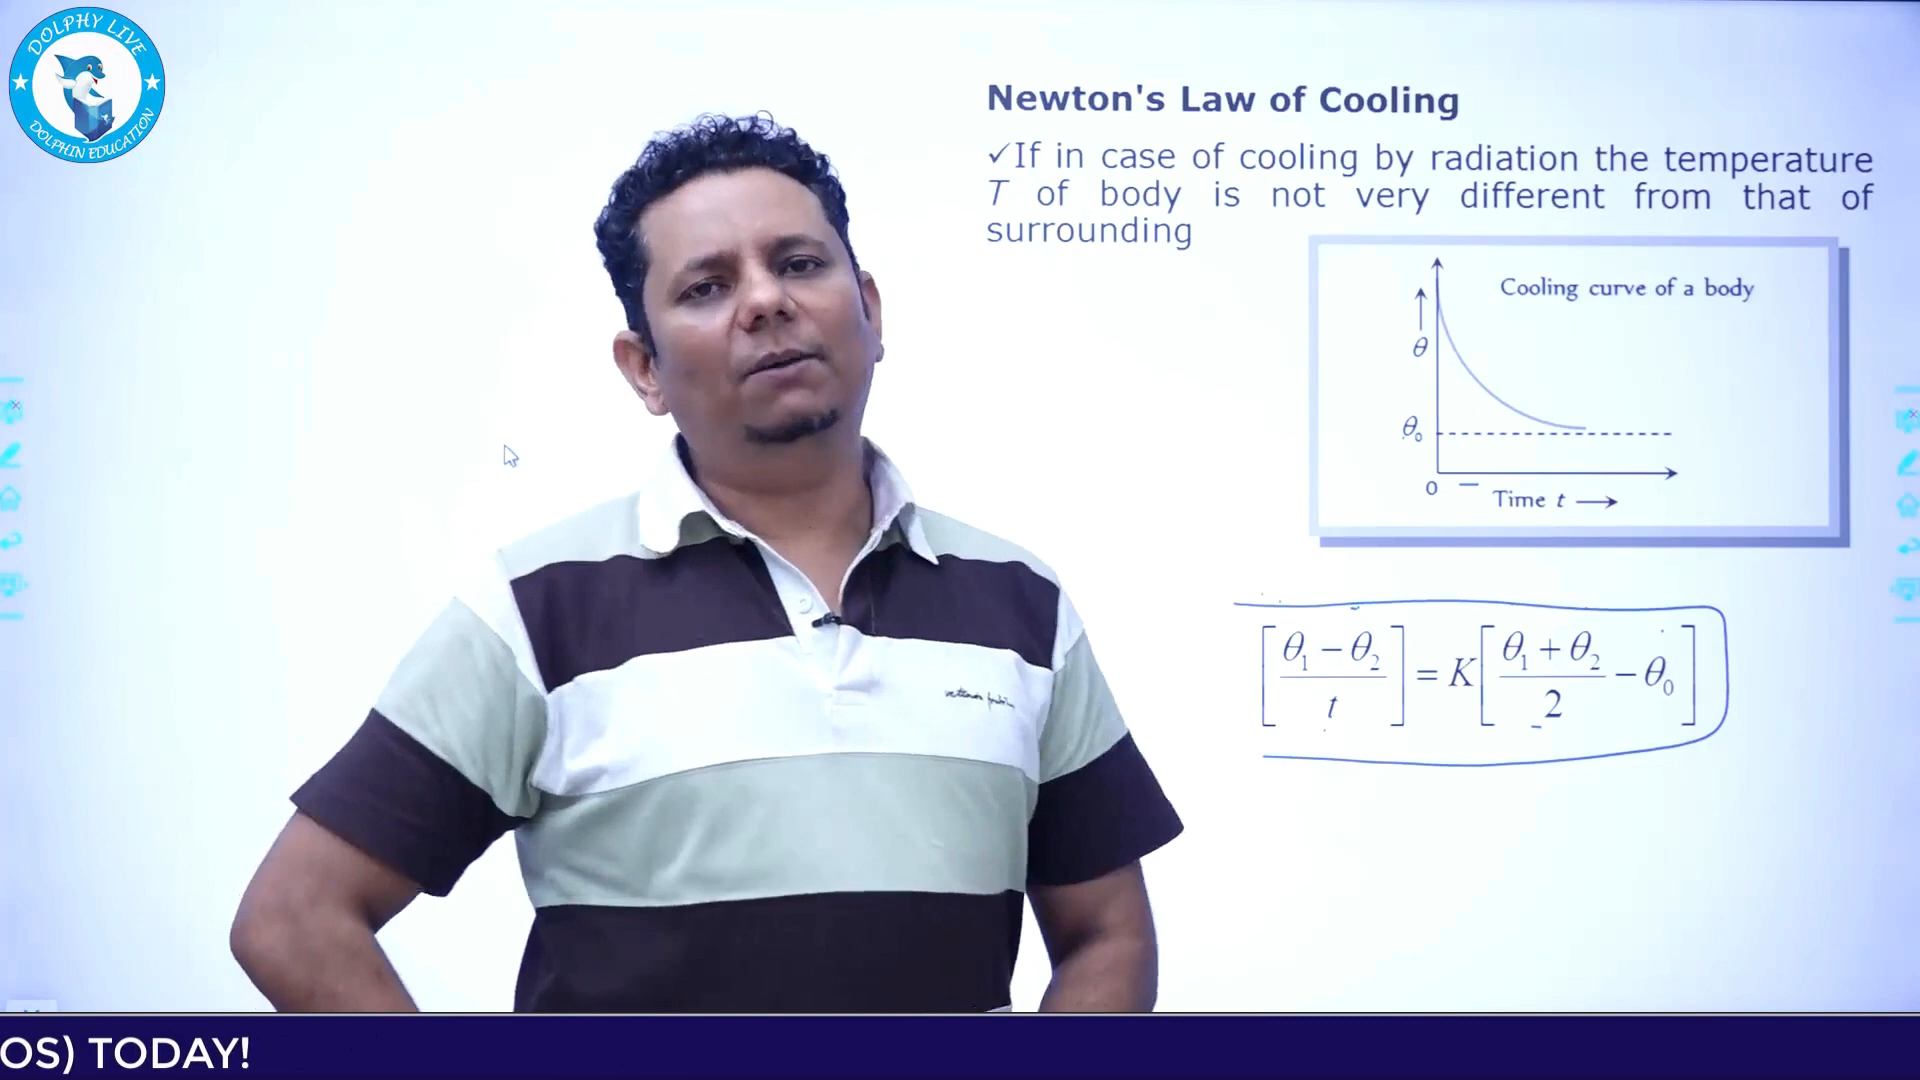 DOLPHY LIVE
DOLPHIN EDUCATION
Newton's Law of Cooling
✓If in case of cooling by radiation the temperature
T of body is not very different from that of
surrounding
Cooling curve of a body
θ
θ₀
0
Time t
[(θ₁ − θ₂)/t] = K[(θ₁ + θ₂)/2 − θ₀]
OS) TODAY!